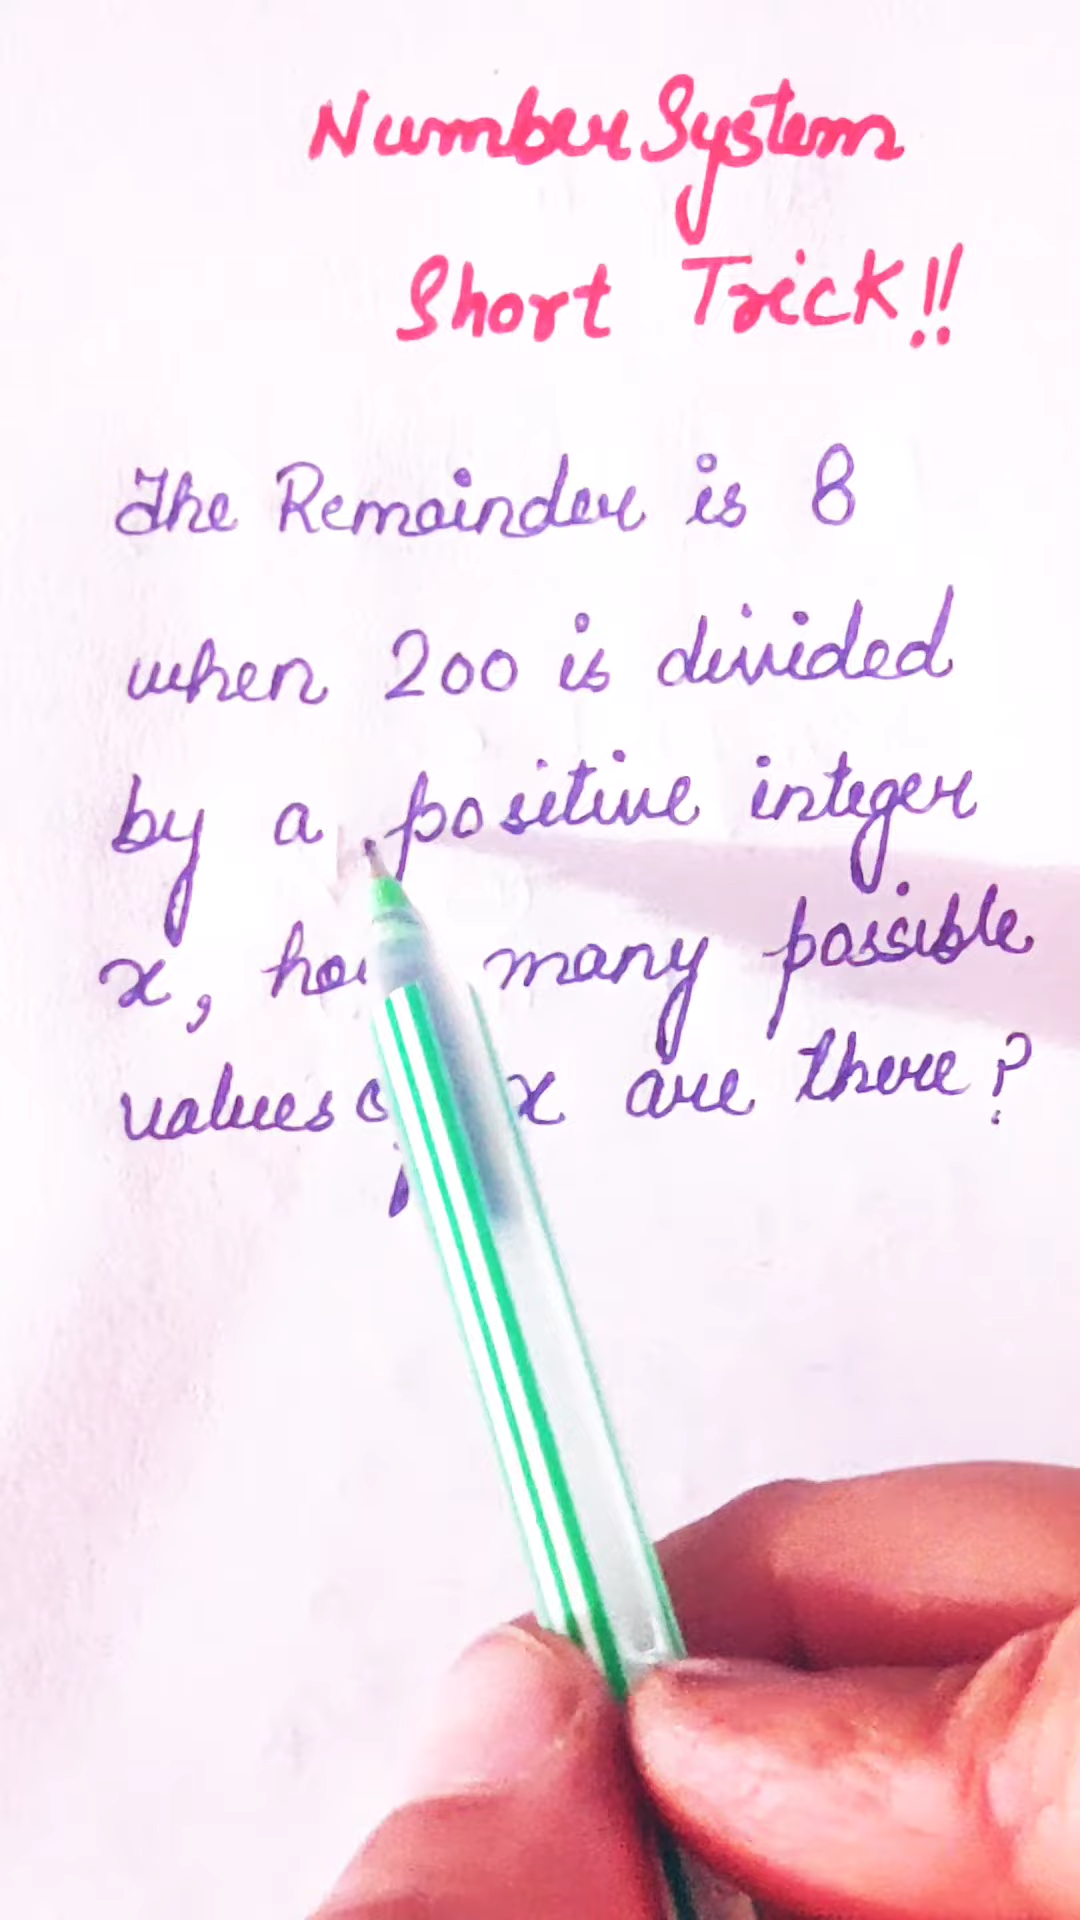 Number System
Short Trick!!
The Remainder is 8
when 200 is divided
by a positive integer
x, many possible
values x are there?